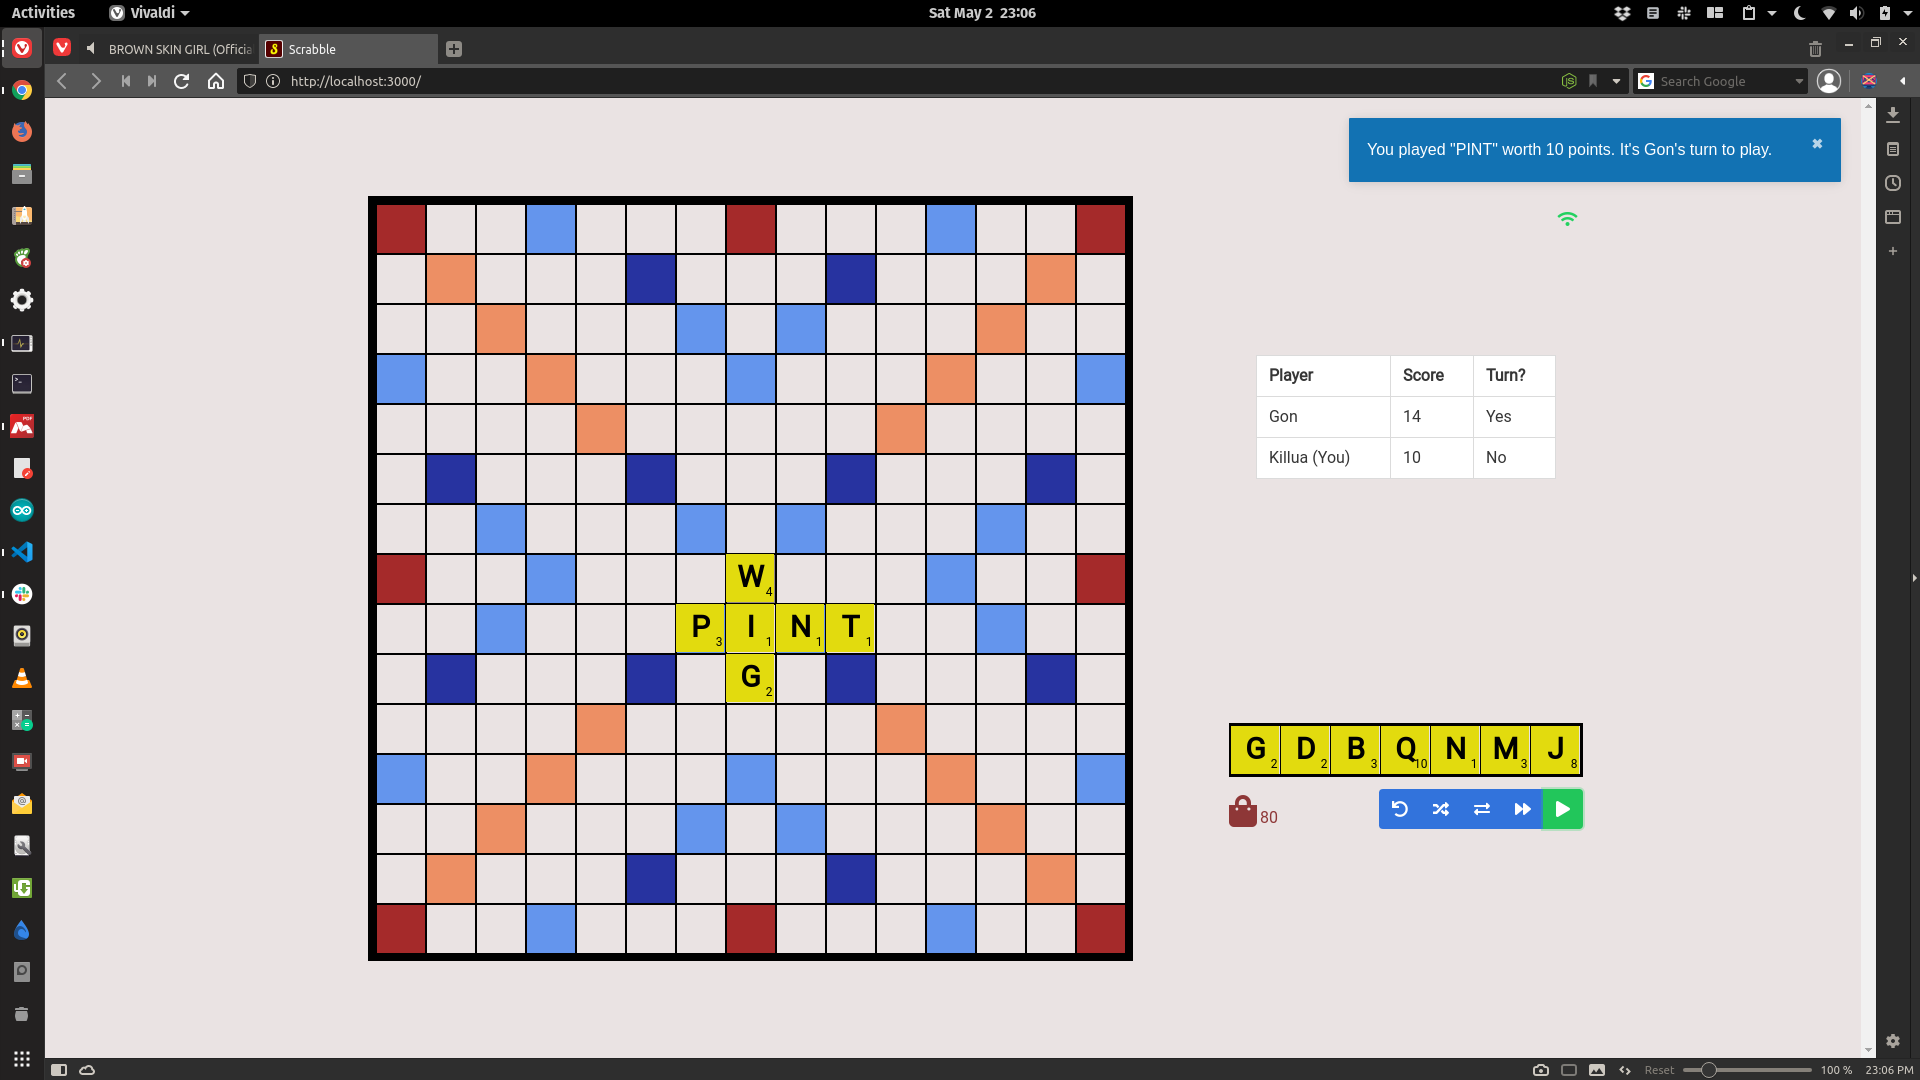 Activities Vivaldi Sat May 2 23:06
BROWN SKIN GIRL (Officia Scrabble
http://localhost:3000/ Search Google
You played "PINT" worth 10 points. It's Gon's turn to play.
Player Score Turn?
Gon 14 Yes
Killua (You) 10 No
W 4
P 3 I 1 N 1 T 1
G 2
G 2 D 2 B 3 Q 10 N 1 M 3 J 8
80
Reset 100 % 23:06 PM